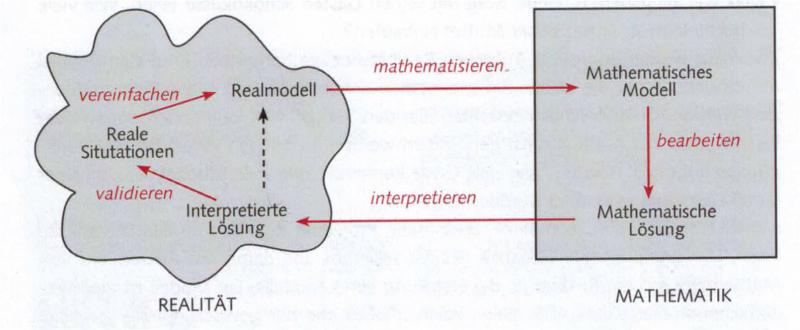 mathematisieren
vereinfachen
Realmodell
Mathematisches
Modell
Reale
Situtationen
bearbeiten
validieren
interpretieren
Interpretierte
Lösung
Mathematische
Lösung
REALITÄT
MATHEMATIK